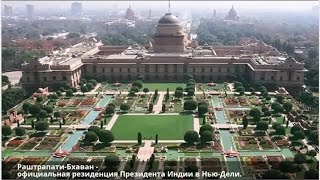 Раштрапати-Бхаван -
официальная резиденция Президента Индии в Нью-Дели.